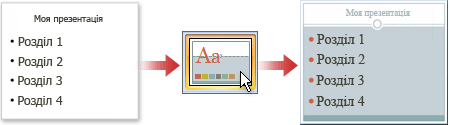 Моя презентація
• Розділ 1
• Розділ 2
• Розділ 3
• Розділ 4
Aa
Моя презентація
• Розділ 1
• Розділ 2
• Розділ 3
• Розділ 4